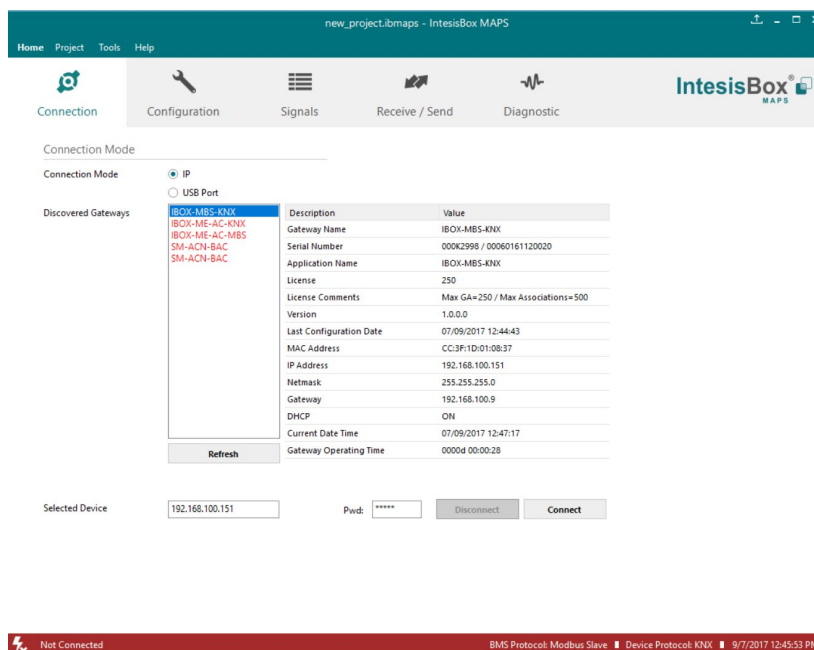 new_project.ibmaps - IntesisBox MAPS
Home Project Tools Help
Connection Configuration Signals Receive / Send Diagnostic
IntesisBox®
MAPS
Connection Mode
Connection Mode IP
USB Port
Discovered Gateways
IBOX-MBS-KNX
IBOX-ME-AC-KNX
IBOX-ME-AC-MBS
SM-ACN-BAC
SM-ACN-BAC
Description Value
Gateway Name IBOX-MBS-KNX
Serial Number 000K2998 / 00060161120020
Application Name IBOX-MBS-KNX
License 250
License Comments Max GA=250 / Max Associations=500
Version 1.0.0.0
Last Configuration Date 07/09/2017 12:44:43
MAC Address CC:3F:1D:01:08:37
IP Address 192.168.100.151
Netmask 255.255.255.0
Gateway 192.168.100.9
DHCP ON
Current Date Time 07/09/2017 12:47:17
Gateway Operating Time 0000d 00:00:28
Refresh
Selected Device 192.168.100.151 Pwd: ***** Disconnect Connect
Not Connected BMS Protocol: Modbus Slave Device Protocol: KNX 9/7/2017 12:45:53 PM